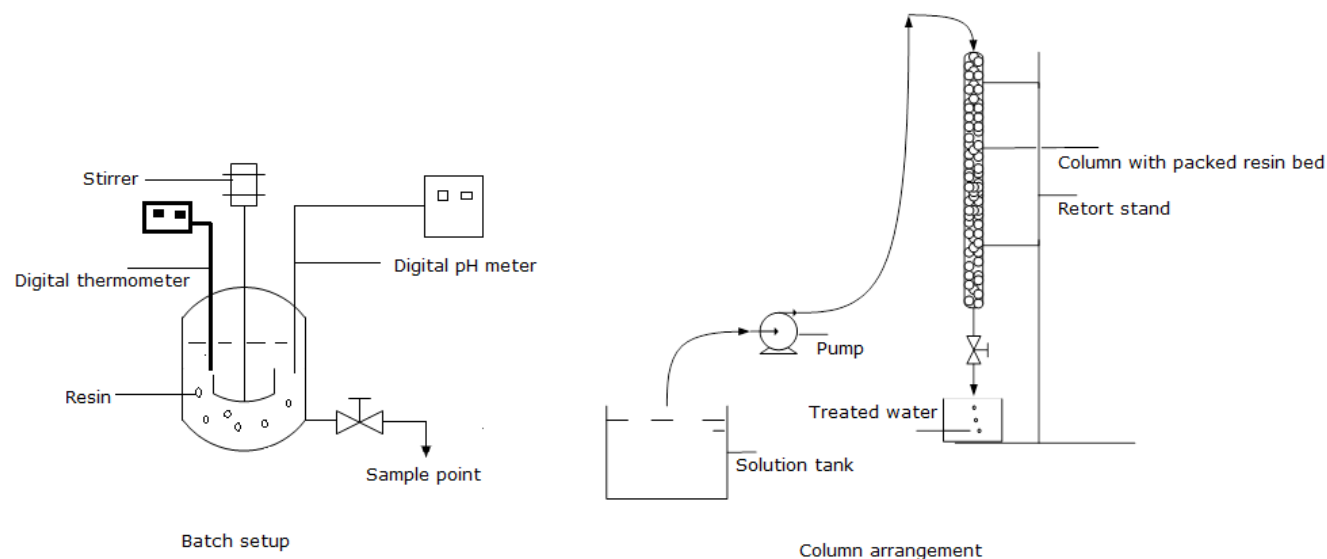 Stirrer
Digital thermometer
Digital pH meter
Resin
Sample point
Batch setup
Column with packed resin bed
Retort stand
Pump
Treated water
Solution tank
Column arrangement